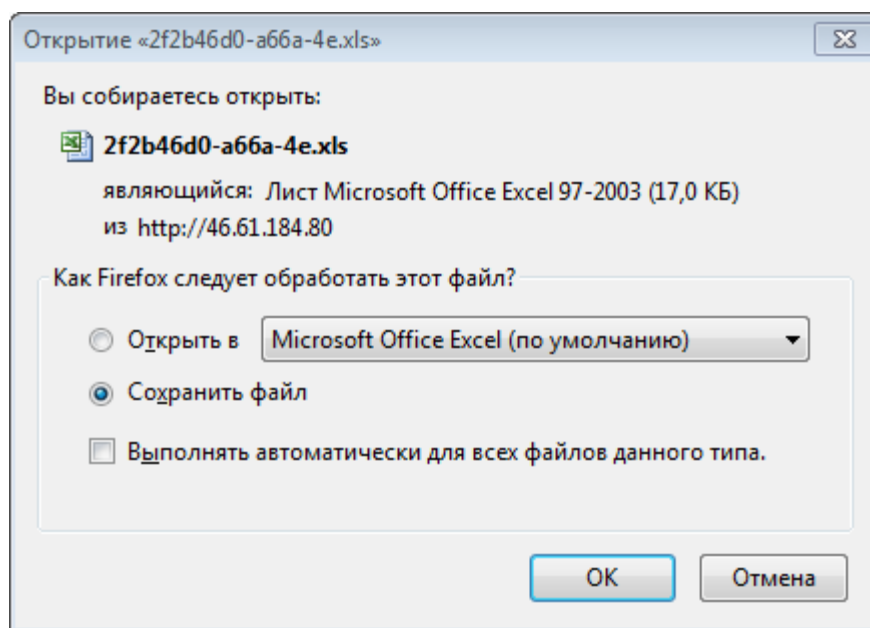 Открытие «2f2b46d0-a66a-4e.xls»
Вы собираетесь открыть:
2f2b46d0-a66a-4e.xls
являющийся: Лист Microsoft Office Excel 97-2003 (17,0 КБ)
из http://46.61.184.80
Как Firefox следует обработать этот файл?
Открыть в Microsoft Office Excel (по умолчанию)
Сохранить файл
Выполнять автоматически для всех файлов данного типа.
ОК Отмена